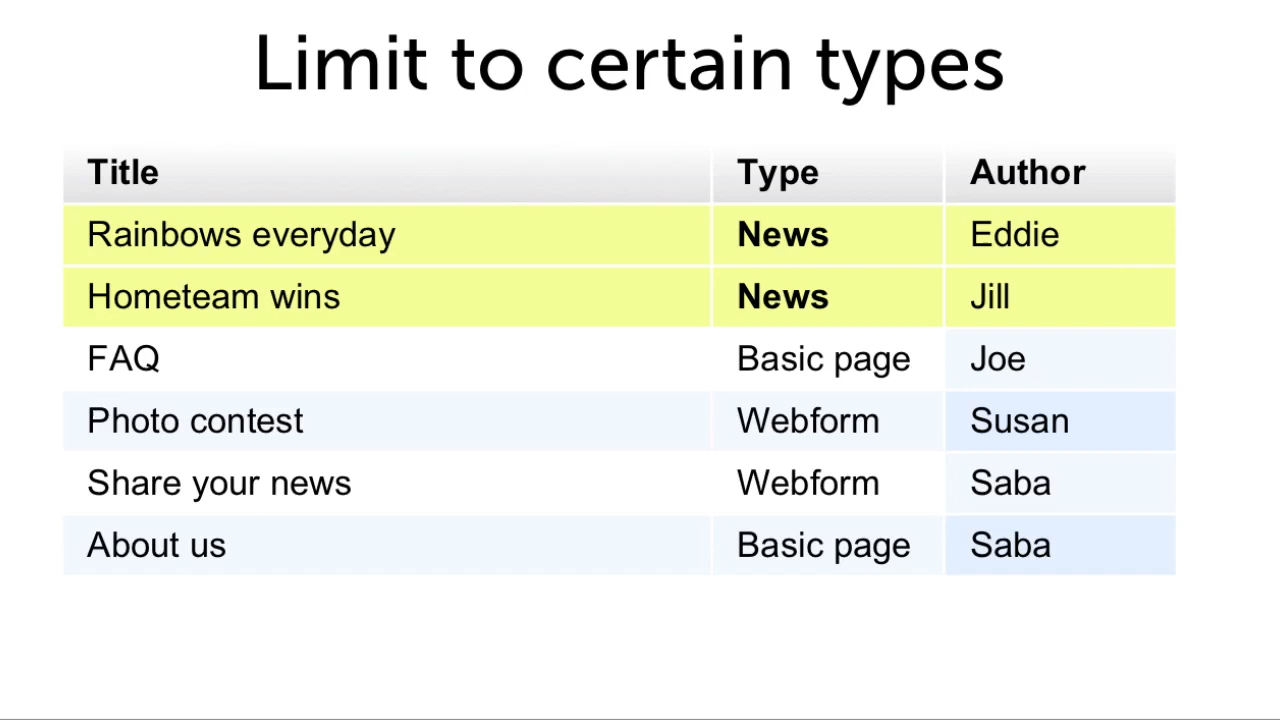 Limit to certain types
Title Type Author
Rainbows everyday News Eddie
Hometeam wins News Jill
FAQ Basic page Joe
Photo contest Webform Susan
Share your news Webform Saba
About us Basic page Saba